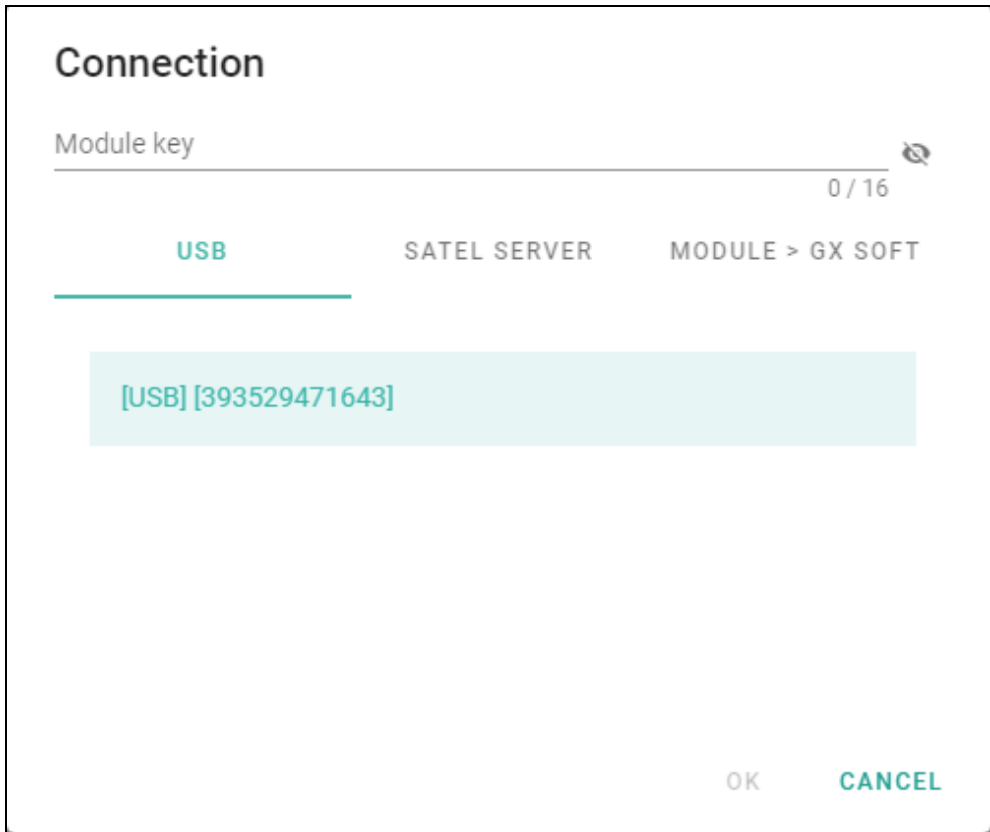 Connection
Module key
0 / 16
USB SATEL SERVER MODULE > GX SOFT
[USB] [393529471643]
OK CANCEL